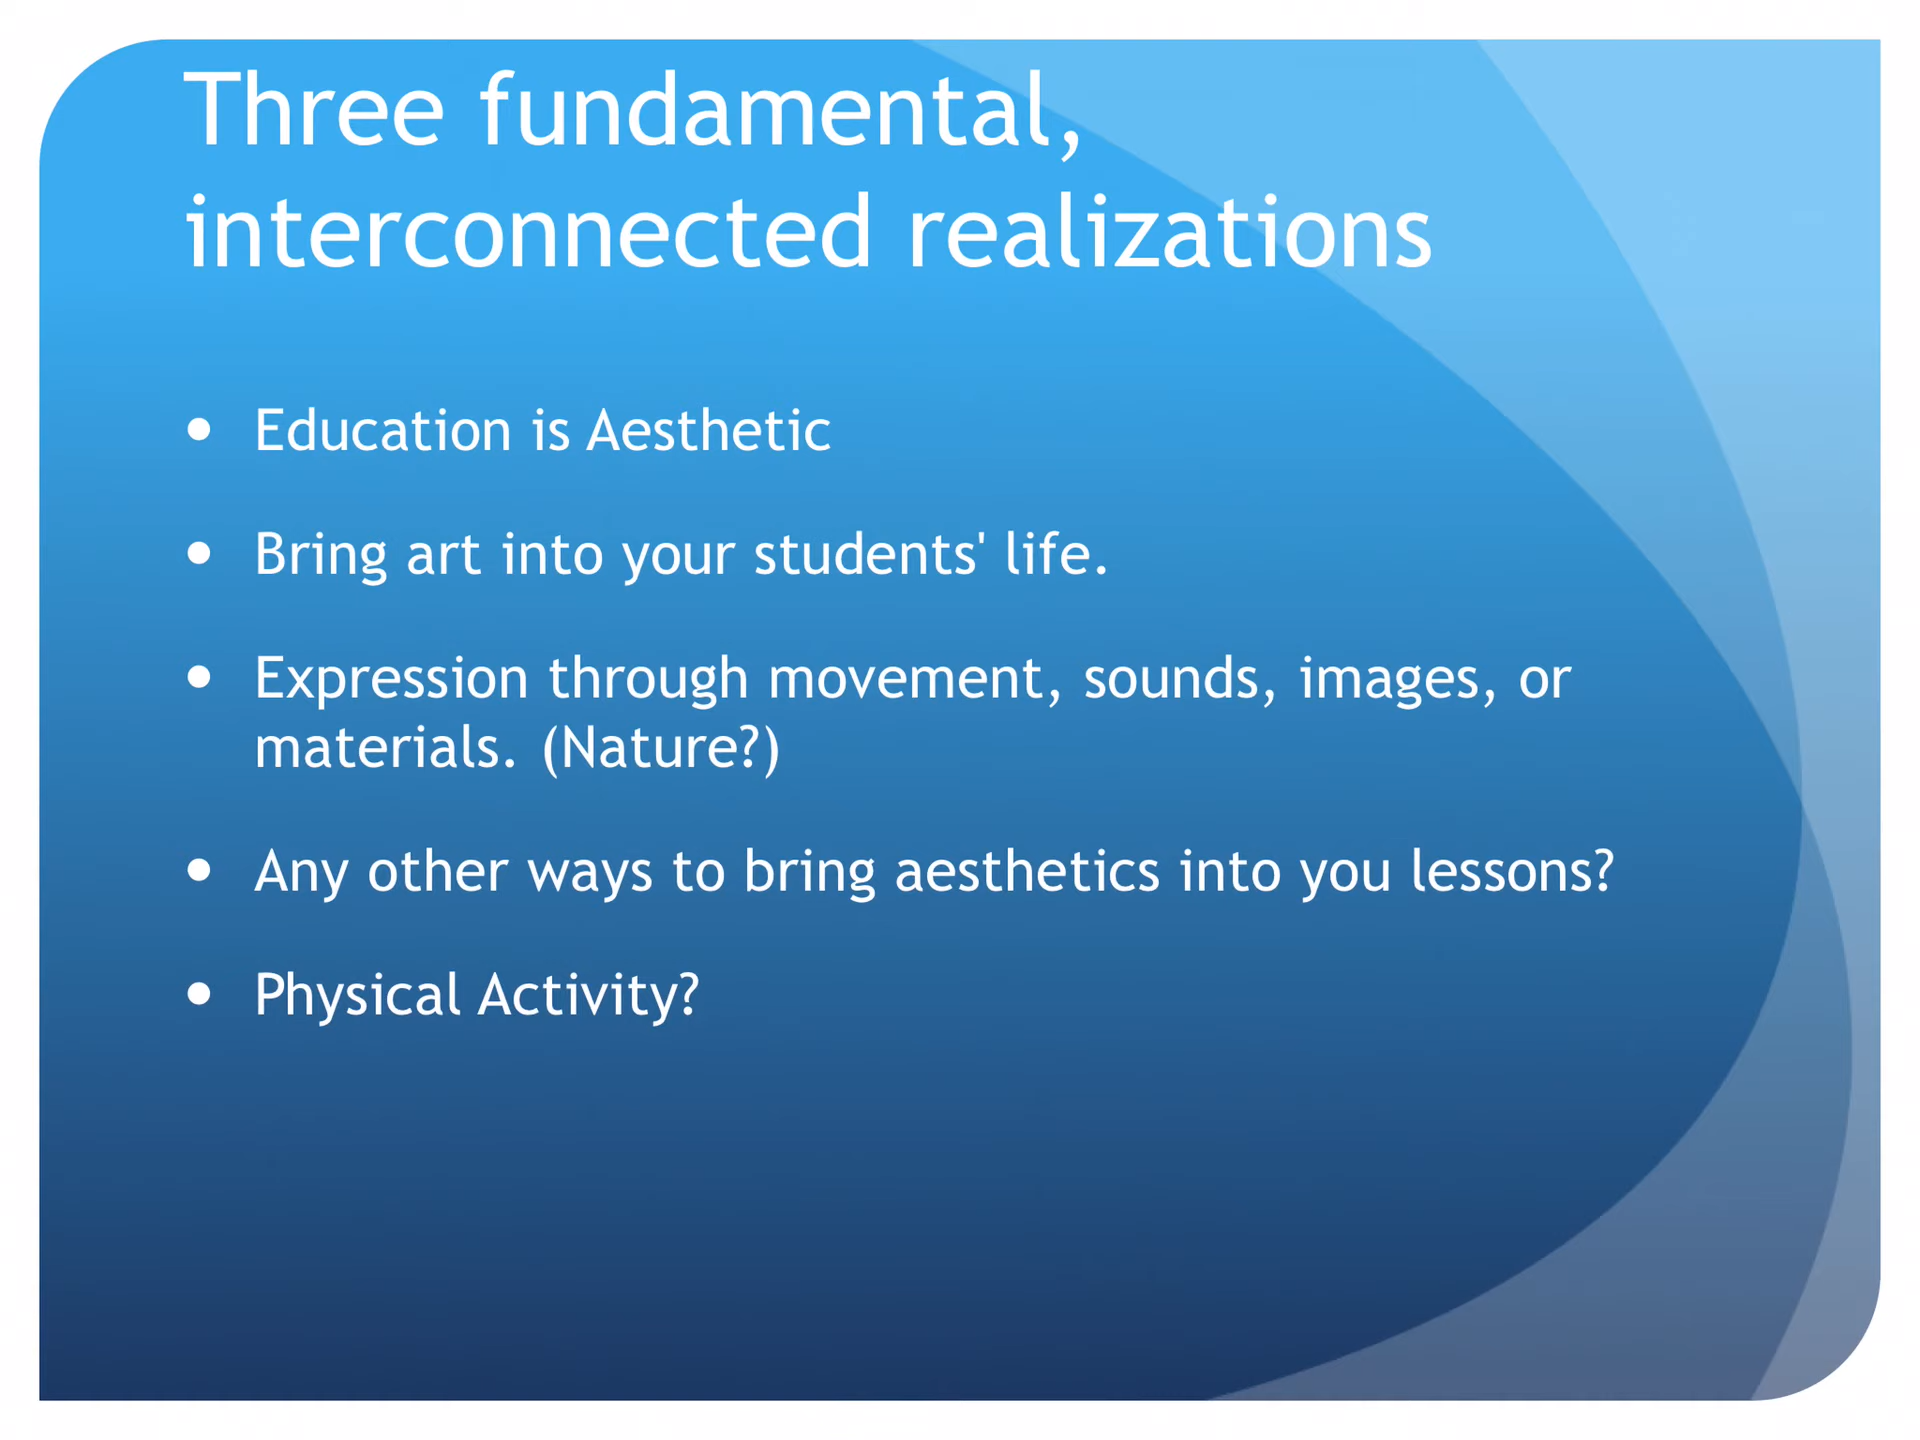 Three fundamental,
interconnected realizations
• Education is Aesthetic
• Bring art into your students' life.
• Expression through movement, sounds, images, or
materials. (Nature?)
• Any other ways to bring aesthetics into you lessons?
• Physical Activity?